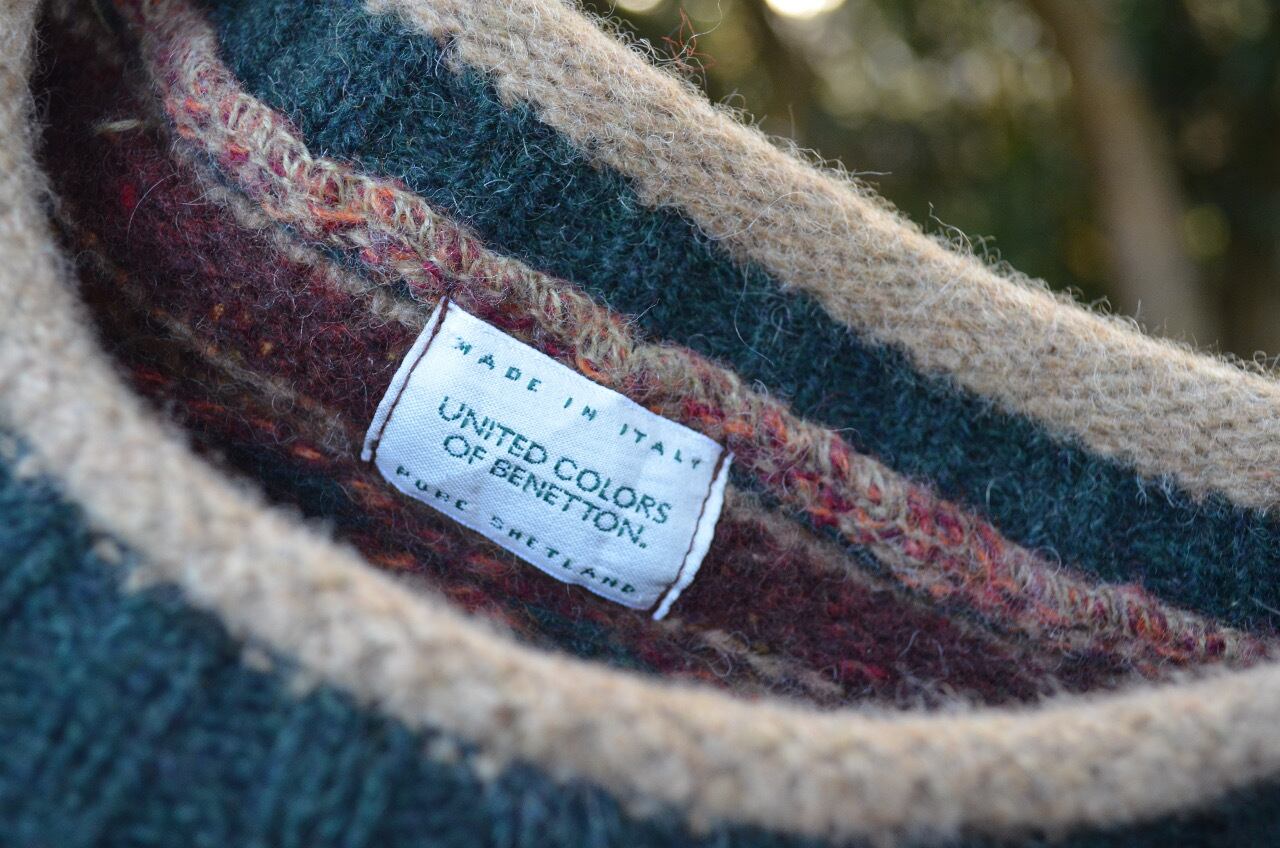 MADE IN ITALY
UNITED COLORS
OF BENETTON.
PURE SHETLAND